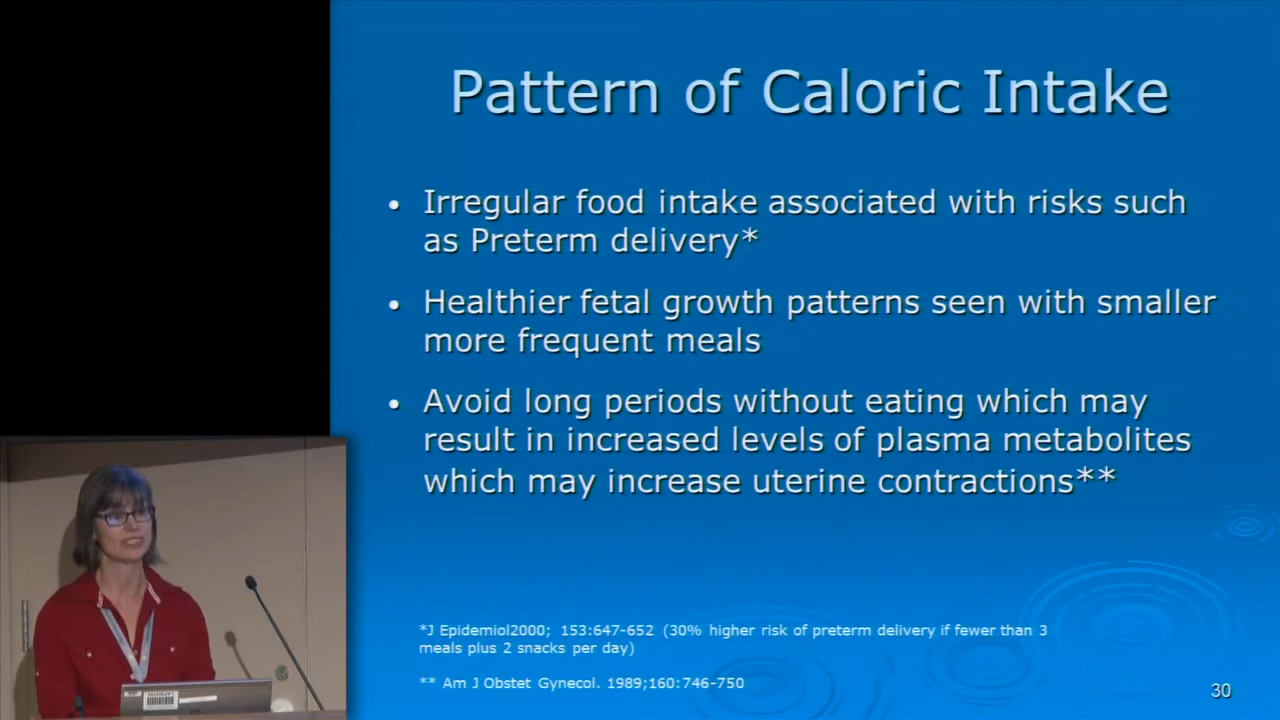 Pattern of Caloric Intake
• Irregular food intake associated with risks such
as Preterm delivery*
• Healthier fetal growth patterns seen with smaller
more frequent meals
• Avoid long periods without eating which may
result in increased levels of plasma metabolites
which may increase uterine contractions**
*J Epidemiol2000; 153:647-652 (30% higher risk of preterm delivery if fewer than 3
meals plus 2 snacks per day)
** Am J Obstet Gynecol. 1989;160:746-750
30